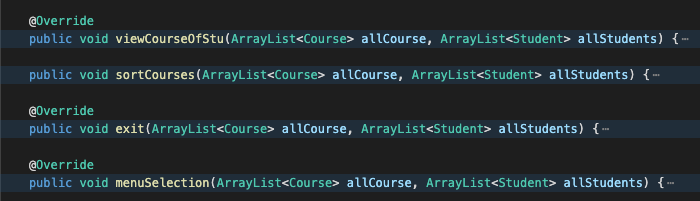 @Override
public void viewCourseOfStu(ArrayList<Course> allCourse, ArrayList<Student> allStudents) {⋯
public void sortCourses(ArrayList<Course> allCourse, ArrayList<Student> allStudents) {⋯
@Override
public void exit(ArrayList<Course> allCourse, ArrayList<Student> allStudents) {⋯
@Override
public void menuSelection(ArrayList<Course> allCourse, ArrayList<Student> allStudents) {⋯